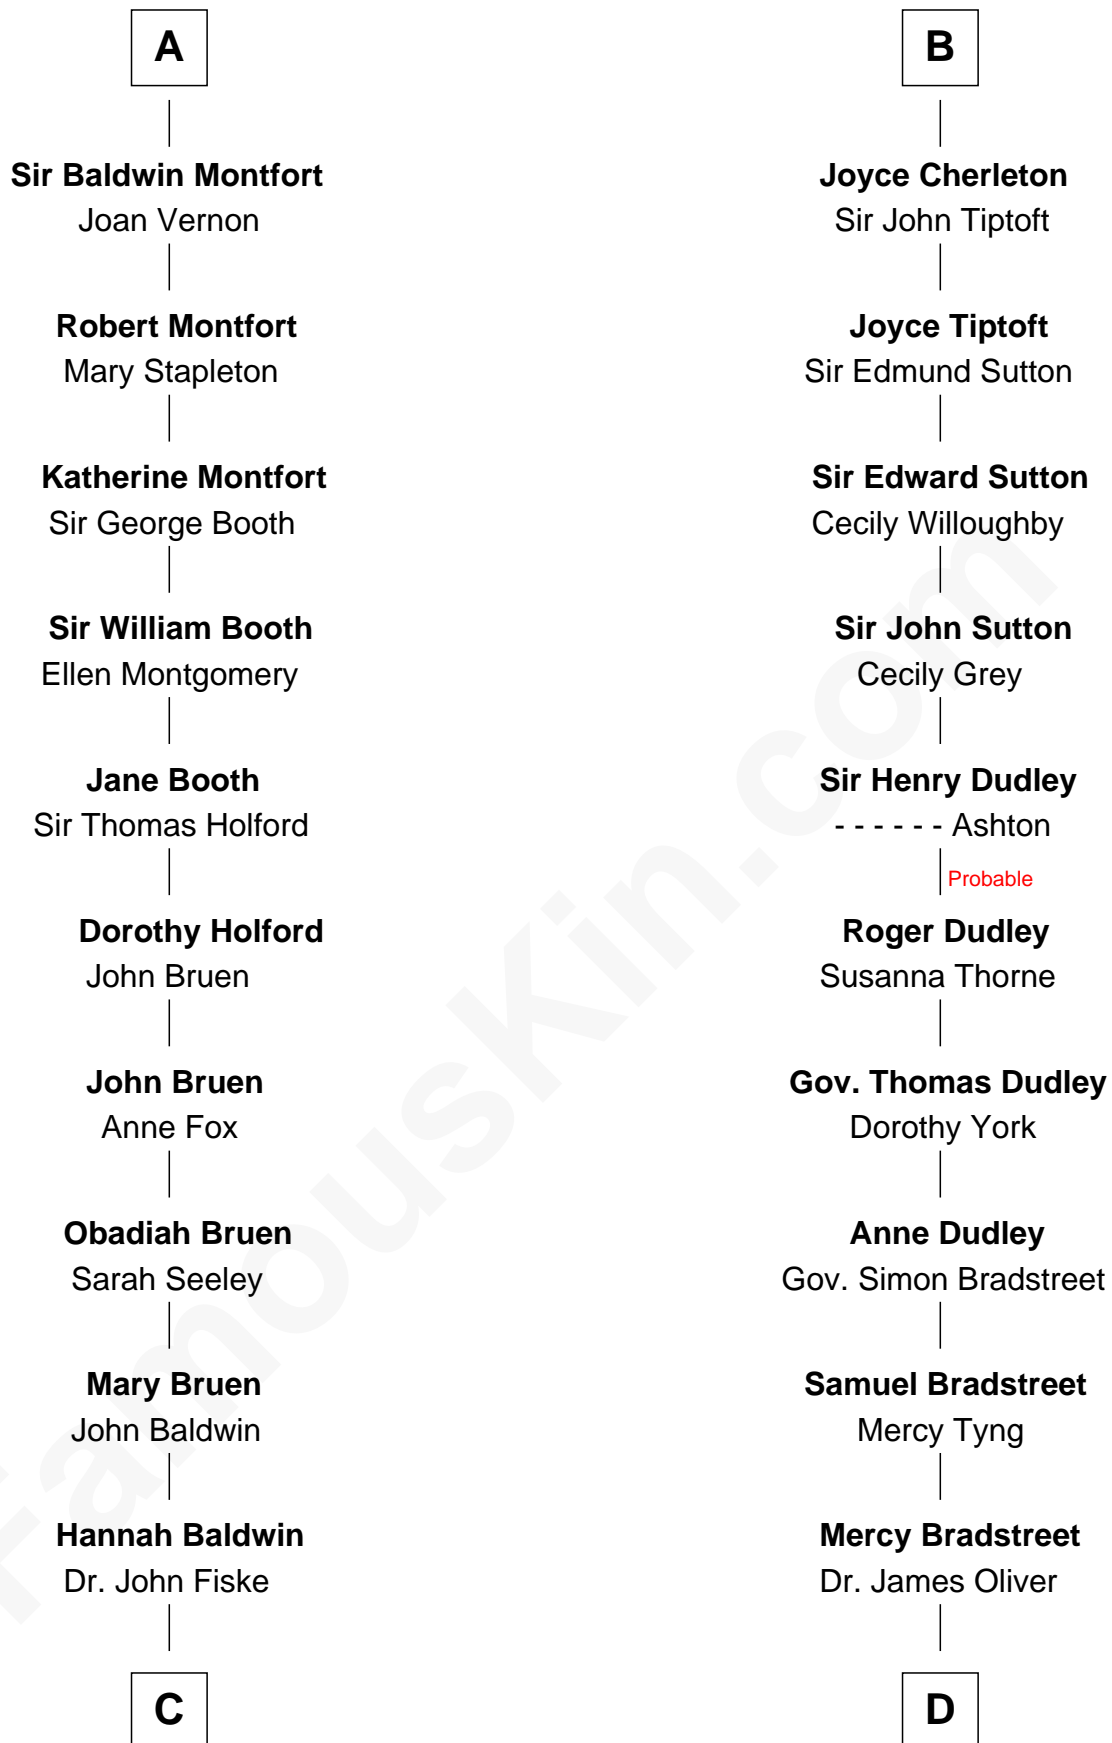 A
Sir Baldwin Montfort
Joan Vernon
Robert Montfort
Mary Stapleton
Katherine Montfort
Sir George Booth
Sir William Booth
Ellen Montgomery
Jane Booth
Sir Thomas Holford
Dorothy Holford
John Bruen
John Bruen
Anne Fox
Obadiah Bruen
Sarah Seeley
Mary Bruen
John Baldwin
Hannah Baldwin
Dr. John Fiske
C
B
Joyce Cherleton
Sir John Tiptoft
Joyce Tiptoft
Sir Edmund Sutton
Sir Edward Sutton
Cecily Willoughby
Sir John Sutton
Cecily Grey
Sir Henry Dudley
- - - - - - Ashton
Probable
Roger Dudley
Susanna Thorne
Gov. Thomas Dudley
Dorothy York
Anne Dudley
Gov. Simon Bradstreet
Samuel Bradstreet
Mercy Tyng
Mercy Bradstreet
Dr. James Oliver
D
FamousKin.com